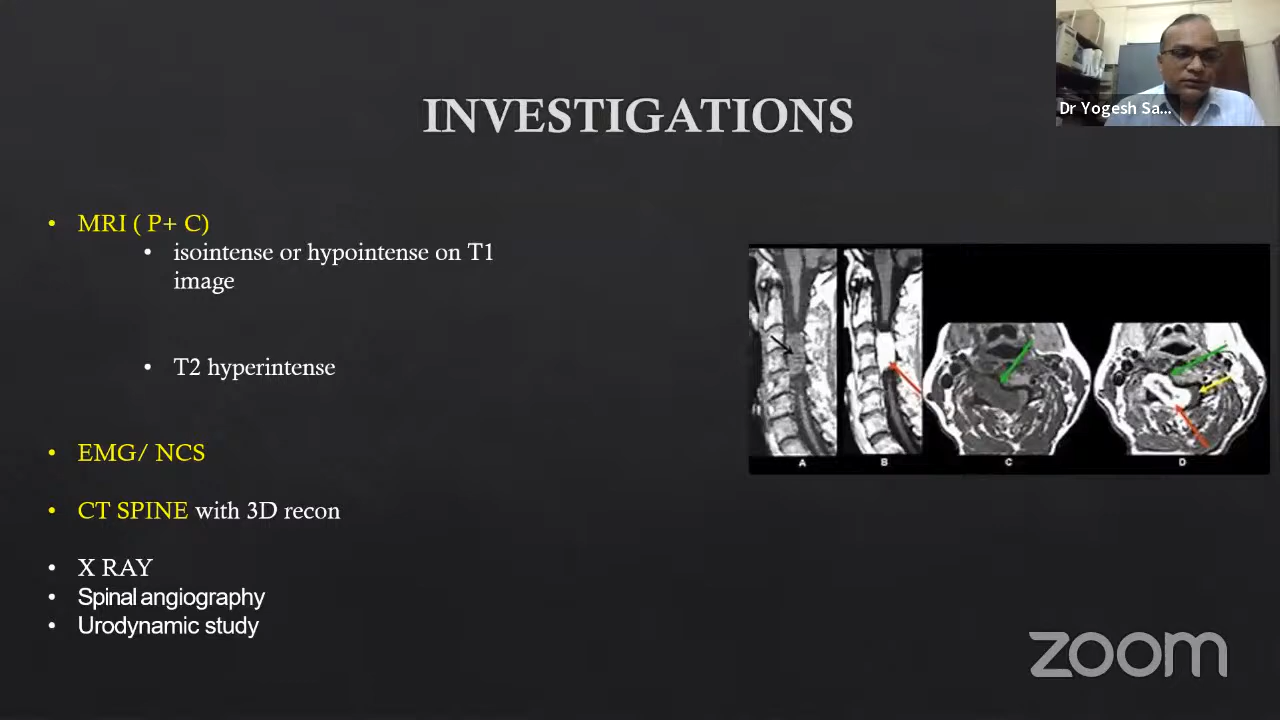 INVESTIGATIONS
Dr Yogesh Sa...
• MRI ( P+ C)
• isointense or hypointense on T1
image
• T2 hyperintense
• EMG/ NCS
• CT SPINE with 3D recon
• X RAY
• Spinal angiography
• Urodynamic study
A B C D
zoom